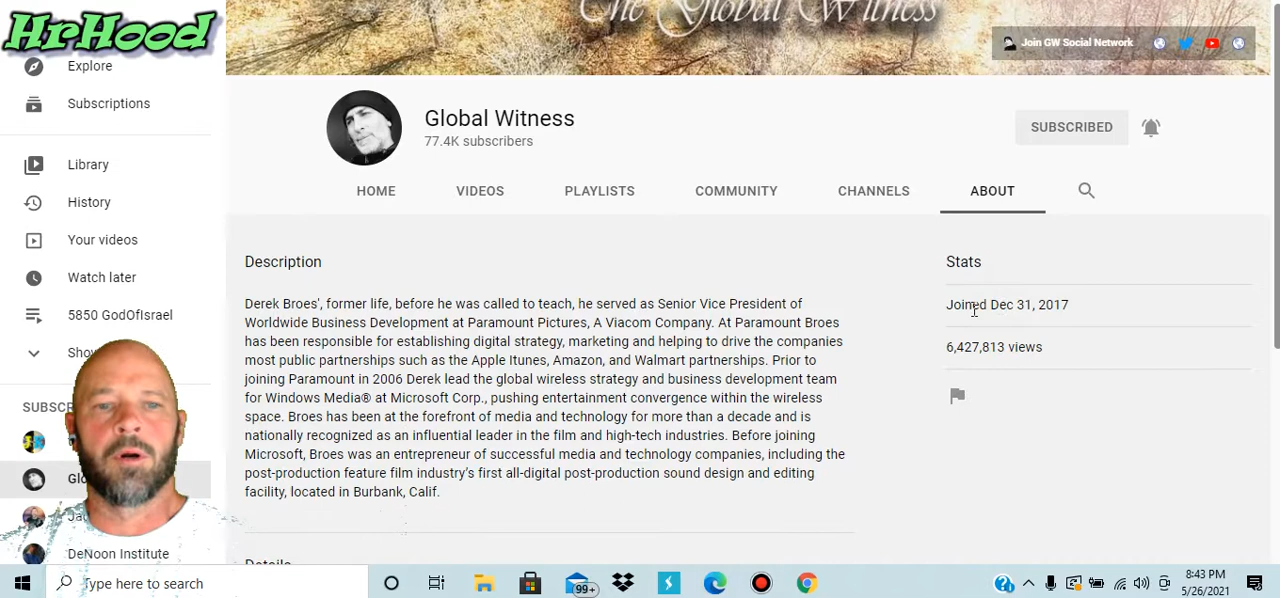 HrHood
The Global Witness
Join GW Social Network
Explore
Subscriptions
Library
History
Your videos
Watch later
5850 GodOfIsrael
Sho
SUBSC
Glo
Ja
DeNoon Institute
Global Witness
77.4K subscribers
SUBSCRIBED
HOME VIDEOS PLAYLISTS COMMUNITY CHANNELS ABOUT
Description
Derek Broes', former life, before he was called to teach, he served as Senior Vice President of
Worldwide Business Development at Paramount Pictures, A Viacom Company. At Paramount Broes
has been responsible for establishing digital strategy, marketing and helping to drive the companies
most public partnerships such as the Apple Itunes, Amazon, and Walmart partnerships. Prior to
joining Paramount in 2006 Derek lead the global wireless strategy and business development team
for Windows Media® at Microsoft Corp., pushing entertainment convergence within the wireless
space. Broes has been at the forefront of media and technology for more than a decade and is
nationally recognized as an influential leader in the film and high-tech industries. Before joining
Microsoft, Broes was an entrepreneur of successful media and technology companies, including the
post-production feature film industry's first all-digital post-production sound design and editing
facility, located in Burbank, Calif.
Details
Stats
Joined Dec 31, 2017
6,427,813 views
Type here to search
99+
8:43 PM
5/26/2021